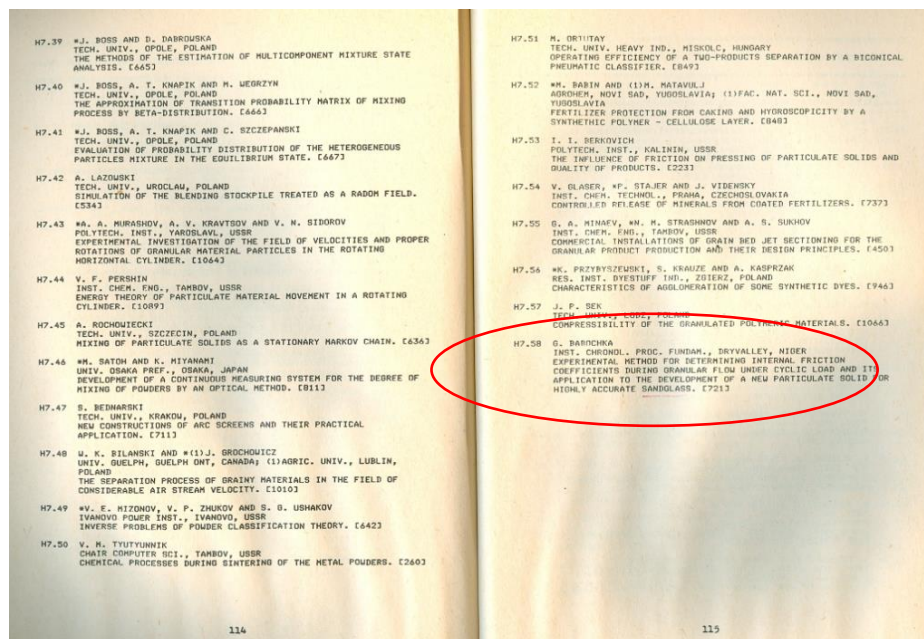 H7.39 *J. BOSS AND D. DABROWSKA
TECH. UNIV., OPOLE, POLAND
THE METHODS OF THE ESTIMATION OF MULTICOMPONENT MIXTURE STATE
ANALYSIS. [665]
H7.40 *J. BOSS, A. T. KNAPIK AND M. WEGRZYN
TECH. UNIV., OPOLE, POLAND
THE APPROXIMATION OF TRANSITION PROBABILITY MATRIX OF MIXING
PROCESS BY BETA-DISTRIBUTION. [666]
H7.41 *J. BOSS, A. T. KNAPIK AND C. SZCZEPANSKI
TECH. UNIV., OPOLE, POLAND
EVALUATION OF PROBABILITY DISTRIBUTION OF THE HETEROGENEOUS
PARTICLES MIXTURE IN THE EQUILIBRIUM STATE. [667]
H7.42 A. LAZOWSKI
TECH. UNIV., WROCLAW, POLAND
SIMULATION OF THE BLENDING STOCKPILE TREATED AS A RADOM FIELD.
[534]
H7.43 *A. A. MURASHOV, A. V. KRAVTSOV AND V. N. SIDOROV
POLYTECH. INST., YAROSLAVL, USSR
EXPERIMENTAL INVESTIGATION OF THE FIELD OF VELOCITIES AND PROPER
ROTATIONS OF GRANULAR MATERIAL PARTICLES IN THE ROTATING
HORIZONTAL CYLINDER. [1064]
H7.44 V. F. PERSHIN
INST. CHEM. ENG., TAMBOV, USSR
ENERGY THEORY OF PARTICULATE MATERIAL MOVEMENT IN A ROTATING
CYLINDER. [1089]
H7.45 A. ROCHOWIECKI
TECH. UNIV., SZCZECIN, POLAND
MIXING OF PARTICULATE SOLIDS AS A STATIONARY MARKOV CHAIN. [636]
H7.46 *M. SATOH AND K. MIYANAMI
UNIV. OSAKA PREF., OSAKA, JAPAN
DEVELOPMENT OF A CONTINUOUS MEASURING SYSTEM FOR THE DEGREE OF
MIXING OF POWDERS BY AN OPTICAL METHOD. [811]
H7.47 S. BEDNARSKI
TECH. UNIV., KRAKOW, POLAND
NEW CONSTRUCTIONS OF ARC SCREENS AND THEIR PRACTICAL
APPLICATION. [711]
H7.48 W. K. BILANSKI AND *(1)J. GROCHOWICZ
UNIV. GUELPH, GUELPH ONT, CANADA; (1)AGRIC. UNIV., LUBLIN,
POLAND
THE SEPARATION PROCESS OF GRAINY MATERIALS IN THE FIELD OF
CONSIDERABLE AIR STREAM VELOCITY. [1010]
H7.49 *V. E. MIZONOV, V. P. ZHUKOV AND S. G. USHAKOV
IVANOVO POWER INST., IVANOVO, USSR
INVERSE PROBLEMS OF POWDER CLASSIFICATION THEORY. [642]
H7.50 V. M. TYUTYUNNIK
CHAIR COMPUTER SCI., TAMBOV, USSR
CHEMICAL PROCESSES DURING SINTERING OF THE METAL POWDERS. [260]
114
H7.51 M. ORTUTAY
TECH. UNIV. HEAVY IND., MISKOLC, HUNGARY
OPERATING EFFICIENCY OF A TWO-PRODUCTS SEPARATION BY A BICONICAL
PNEUMATIC CLASSIFIER. [849]
H7.52 *M. BABIN AND (1)M. MATAVULJ
AGROHEM, NOVI SAD, YUGOSLAVIA; (1)FAC. NAT. SCI., NOVI SAD,
YUGOSLAVIA
FERTILIZER PROTECTION FROM CAKING AND HYGROSCOPICITY BY A
SYNTHETHIC POLYMER - CELLULOSE LAYER. [848]
H7.53 I. I. BERKOVICH
POLYTECH. INST., KALININ, USSR
THE INFLUENCE OF FRICTION ON PRESSING OF PARTICULATE SOLIDS AND
QUALITY OF PRODUCTS. [223]
H7.54 V. GLASER, *P. STAJER AND J. VIDENSKY
INST. CHEM. TECHNOL., PRAHA, CZECHOSLOVAKIA
CONTROLLED RELEASE OF MINERALS FROM COATED FERTILIZERS. [737]
H7.55 G. A. MINAEV, *N. M. STRASHNOV AND A. S. SUKHOV
INST. CHEM. ENG., TAMBOV, USSR
COMMERCIAL INSTALLATIONS OF GRAIN BED JET SECTIONING FOR THE
GRANULAR PRODUCT PRODUCTION AND THEIR DESIGN PRINCIPLES. [450]
H7.56 *K. PRZYBYSZEWSKI, S. KRAUZE AND A. KASPRZAK
RES. INST. DYESTUFF IND., ZGIERZ, POLAND
CHARACTERISTICS OF AGGLOMERATION OF SOME SYNTHETIC DYES. [946]
H7.57 J. P. SEK
TECH. UNIV., LODZ, POLAND
COMPRESSIBILITY OF THE GRANULATED POLYMERIC MATERIALS. [1066]
H7.58 G. BAROCHKA
INST. CHRONOL. PROC. FUNDAM., DRYVALLEY, NIGER
EXPERIMENTAL METHOD FOR DETERMINING INTERNAL FRICTION
COEFFICIENTS DURING GRANULAR FLOW UNDER CYCLIC LOAD AND ITS
APPLICATION TO THE DEVELOPMENT OF A NEW PARTICULATE SOLID FOR
HIGHLY ACCURATE SANDGLASS. [721]
115